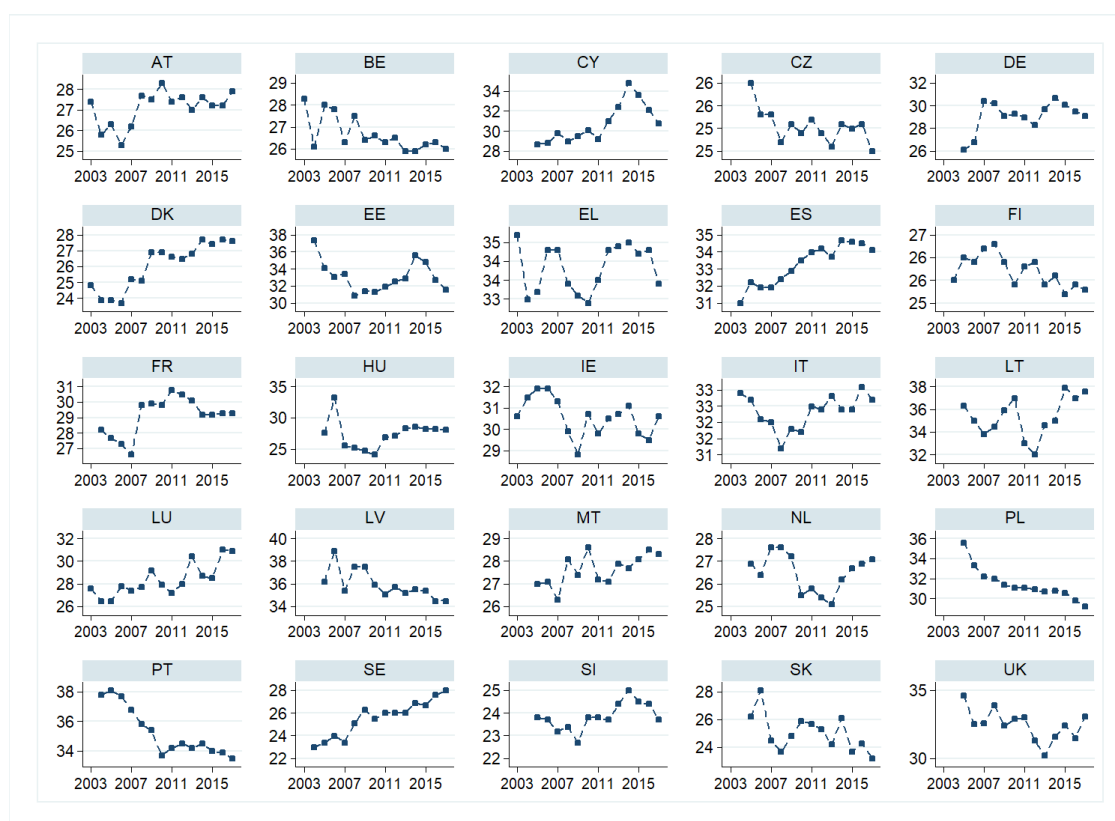 AT BE CY CZ DE
28 29 34 26 32
27 28 32 26 30
26 27 30 25 28
25 26 28 25 26
2003 2007 2011 2015 2003 2007 2011 2015 2003 2007 2011 2015 2003 2007 2011 2015 2003 2007 2011 2015
DK EE EL ES FI
28 38 35 35 27
27 36 34 34 26
26 34 34 33 26
25 32 33 32 25
24 30 33 31 25
2003 2007 2011 2015 2003 2007 2011 2015 2003 2007 2011 2015 2003 2007 2011 2015 2003 2007 2011 2015
FR HU IE IT LT
31 35 32 33 38
30 30 31 33 36
29 25 30 32 34
28 29 32 32
27 31
2003 2007 2011 2015 2003 2007 2011 2015 2003 2007 2011 2015 2003 2007 2011 2015 2003 2007 2011 2015
LU LV MT NL PL
32 40 29 28 36
30 38 28 27 34
28 36 27 26 32
26 34 26 25 30
2003 2007 2011 2015 2003 2007 2011 2015 2003 2007 2011 2015 2003 2007 2011 2015 2003 2007 2011 2015
PT SE SI SK UK
38 28 25 28 35
36 26 24 26 30
34 24 23 24
22 22
2003 2007 2011 2015 2003 2007 2011 2015 2003 2007 2011 2015 2003 2007 2011 2015 2003 2007 2011 2015